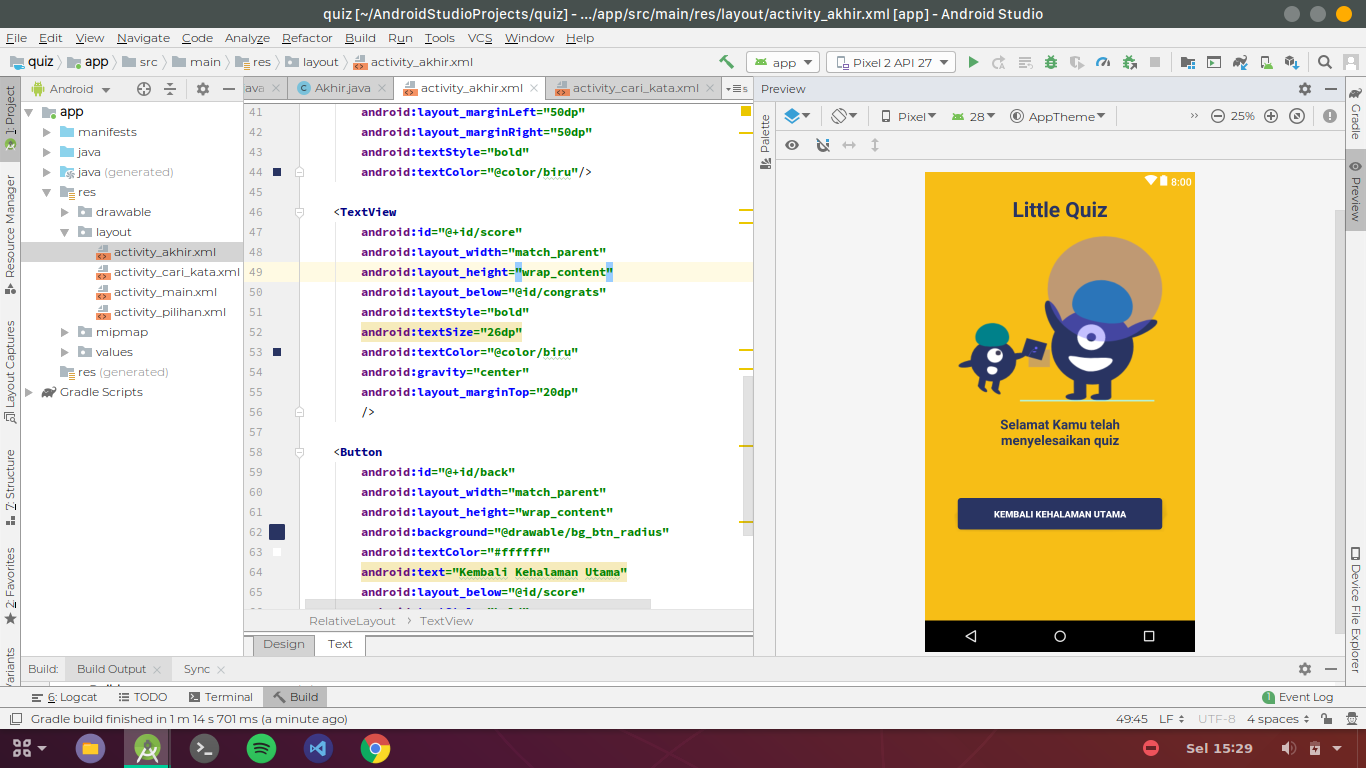 quiz [~/AndroidStudioProjects/quiz] - .../app/src/main/res/layout/activity_akhir.xml [app] - Android Studio
File Edit View Navigate Code Analyze Refactor Build Run Tools VCS Window Help
quiz app src main res layout activity_akhir.xml app Pixel 2 API 27
Android
ava Akhir.java activity_akhir.xml activity_cari_kata.xml 5
Preview
1: Project
Resource Manager
Layout Captures
7: Structure
2: Favorites
ariants
app
manifests
java
java (generated)
res
drawable
layout
activity_akhir.xml
activity_cari_kata.xml
activity_main.xml
activity_pilihan.xml
mipmap
values
res (generated)
Gradle Scripts
41 android:layout_marginLeft="50dp"
42 android:layout_marginRight="50dp"
43 android:textStyle="bold"
44 android:textColor="@color/biru"/>
45
46 <TextView
47 android:id="@+id/score"
48 android:layout_width="match_parent"
49 android:layout_height="wrap_content"
50 android:layout_below="@id/congrats"
51 android:textStyle="bold"
52 android:textSize="26dp"
53 android:textColor="@color/biru"
54 android:gravity="center"
55 android:layout_marginTop="20dp"
56 />
57
58 <Button
59 android:id="@+id/back"
60 android:layout_width="match_parent"
61 android:layout_height="wrap_content"
62 android:background="@drawable/bg_btn_radius"
63 android:textColor="#ffffff"
64 android:text="Kembali Kehalaman Utama"
65 android:layout_below="@id/score"
RelativeLayout › TextView
Design Text
Palette
Pixel 28 AppTheme 25%
8:00
Little Quiz
Selamat Kamu telah
menyelesaikan quiz
KEMBALI KEHALAMAN UTAMA
Gradle
Preview
Device File Explorer
Build: Build Output Sync
6: Logcat TODO Terminal Build 1 Event Log
Gradle build finished in 1 m 14 s 701 ms (a minute ago) 49:45 LF UTF-8 4 spaces
Sel 15:29